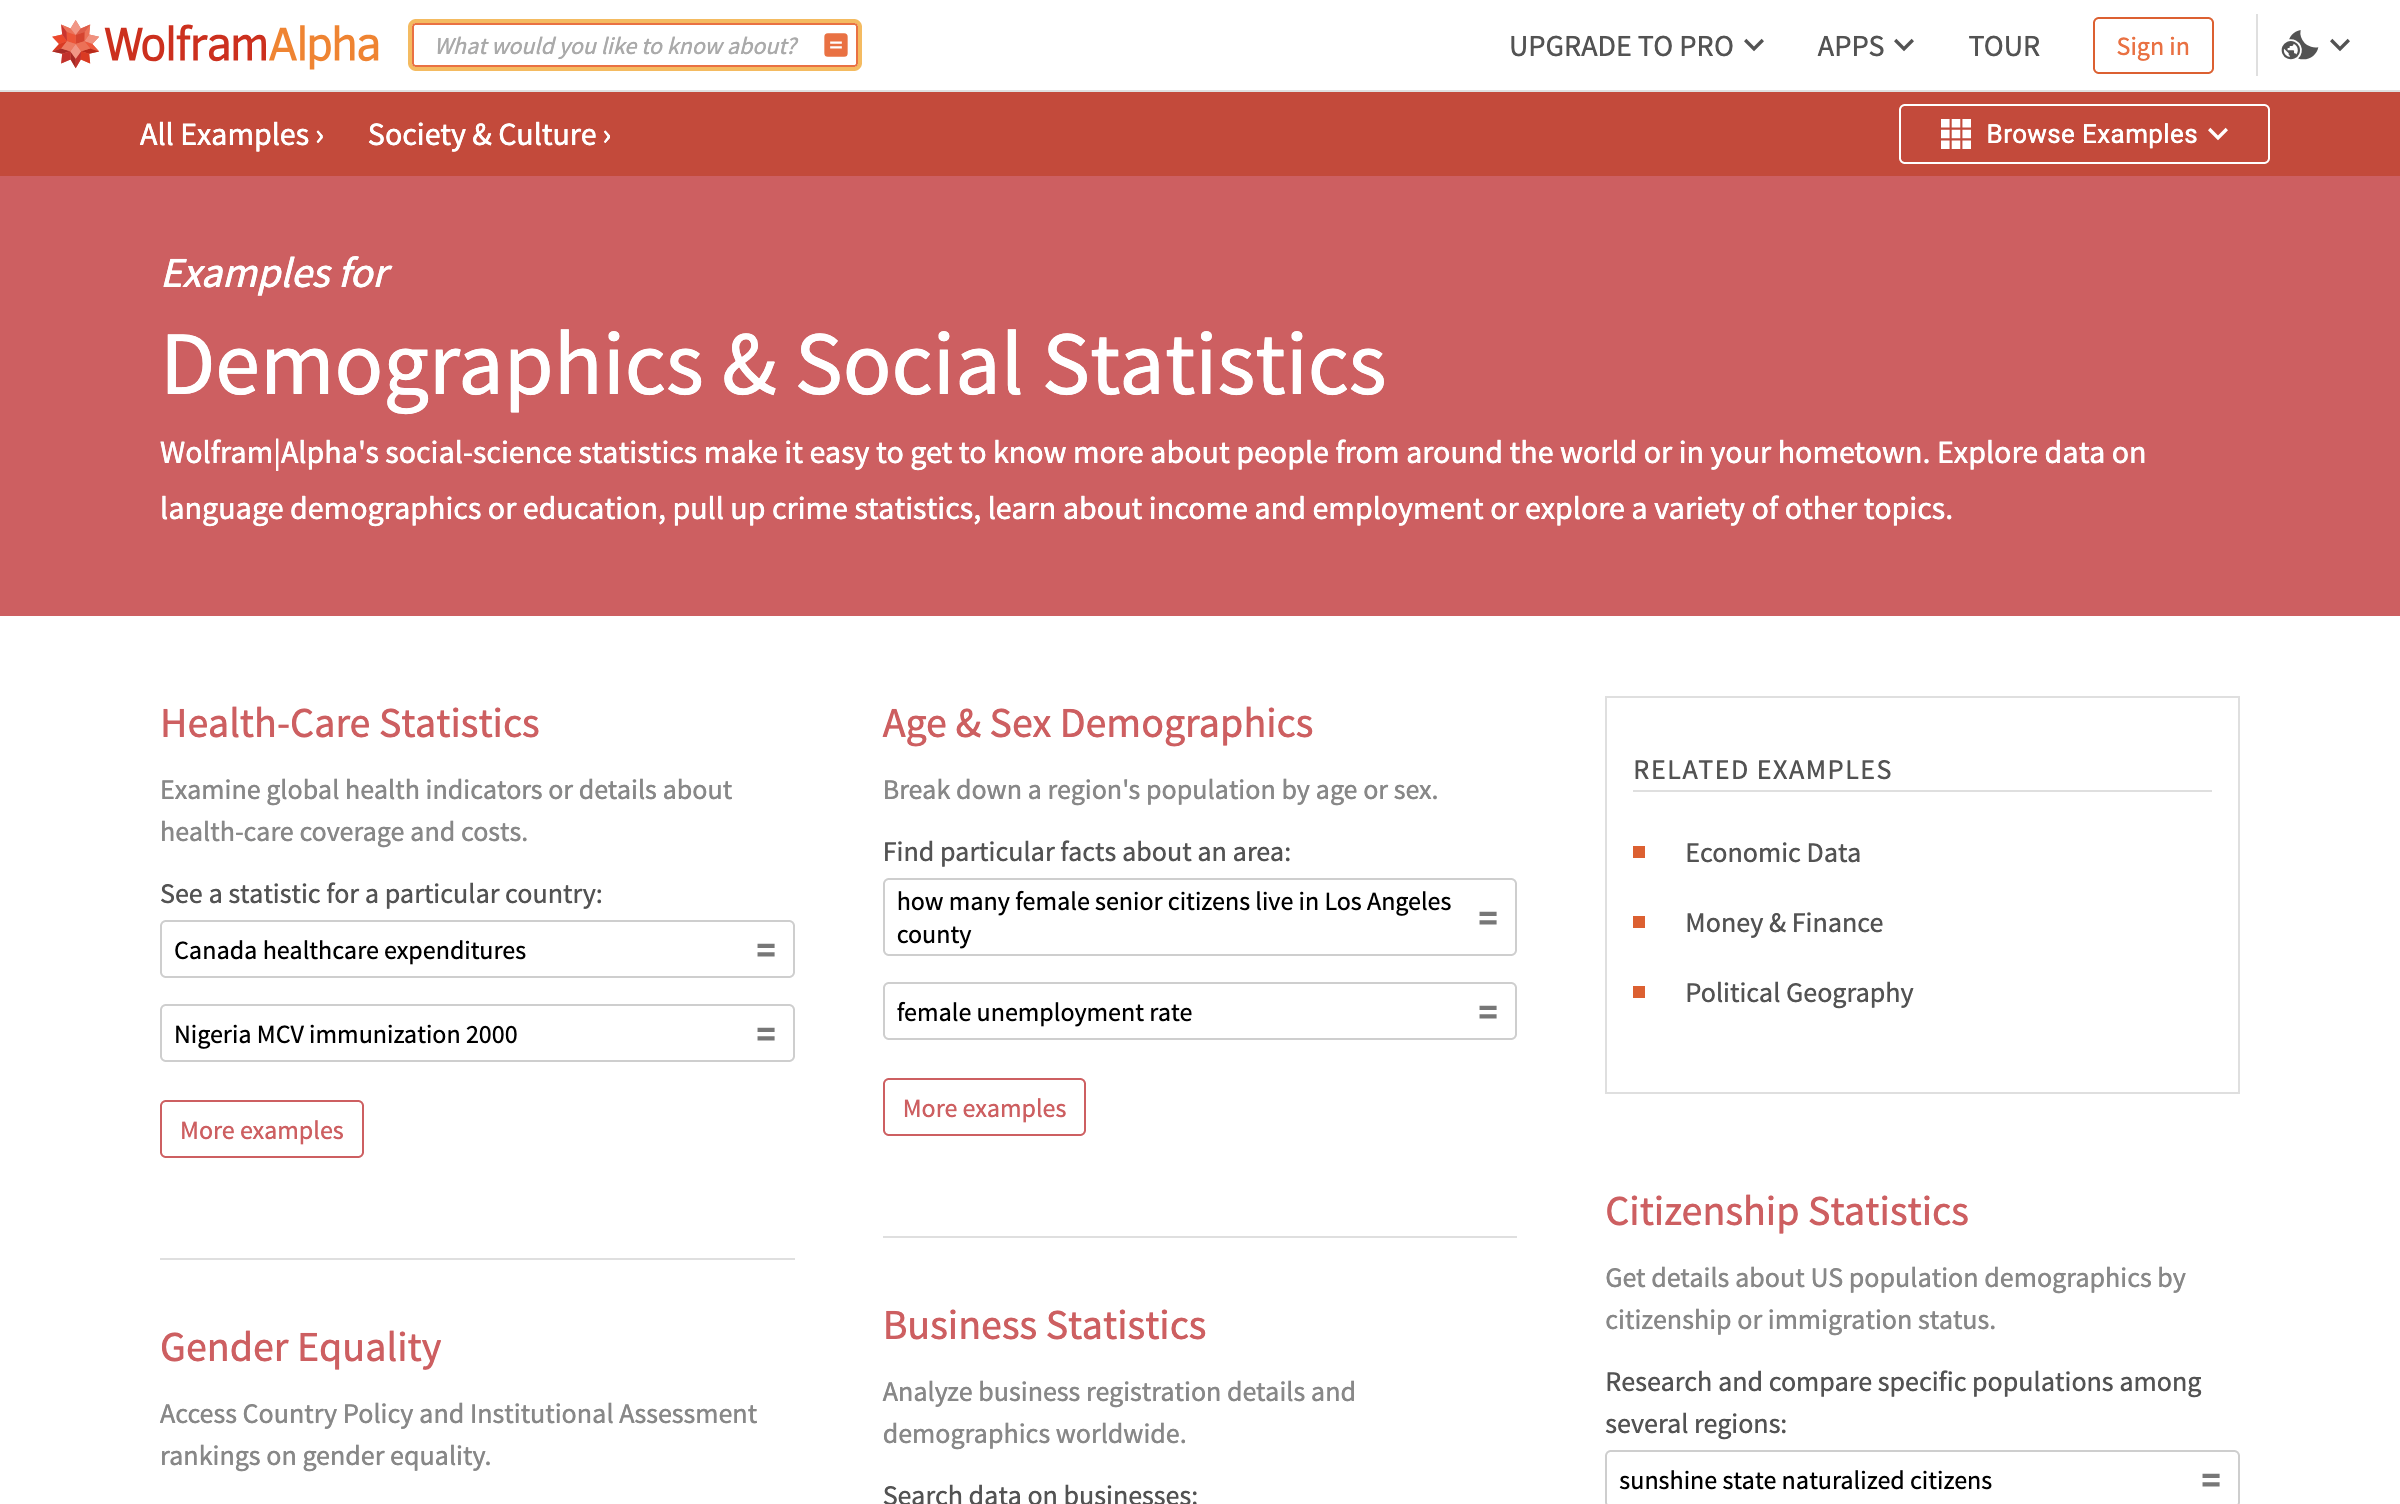 WolframAlpha
What would you like to know about?
UPGRADE TO PRO
APPS
TOUR
Sign in
All Examples ›
Society & Culture ›
Browse Examples
Examples for
Demographics & Social Statistics
Wolfram|Alpha's social-science statistics make it easy to get to know more about people from around the world or in your hometown. Explore data on
language demographics or education, pull up crime statistics, learn about income and employment or explore a variety of other topics.
Health-Care Statistics
Examine global health indicators or details about
health-care coverage and costs.
See a statistic for a particular country:
Canada healthcare expenditures
Nigeria MCV immunization 2000
More examples
Gender Equality
Access Country Policy and Institutional Assessment
rankings on gender equality.
Age & Sex Demographics
Break down a region's population by age or sex.
Find particular facts about an area:
how many female senior citizens live in Los Angeles
county
female unemployment rate
More examples
Business Statistics
Analyze business registration details and
demographics worldwide.
Search data on businesses:
RELATED EXAMPLES
Economic Data
Money & Finance
Political Geography
Citizenship Statistics
Get details about US population demographics by
citizenship or immigration status.
Research and compare specific populations among
several regions:
sunshine state naturalized citizens